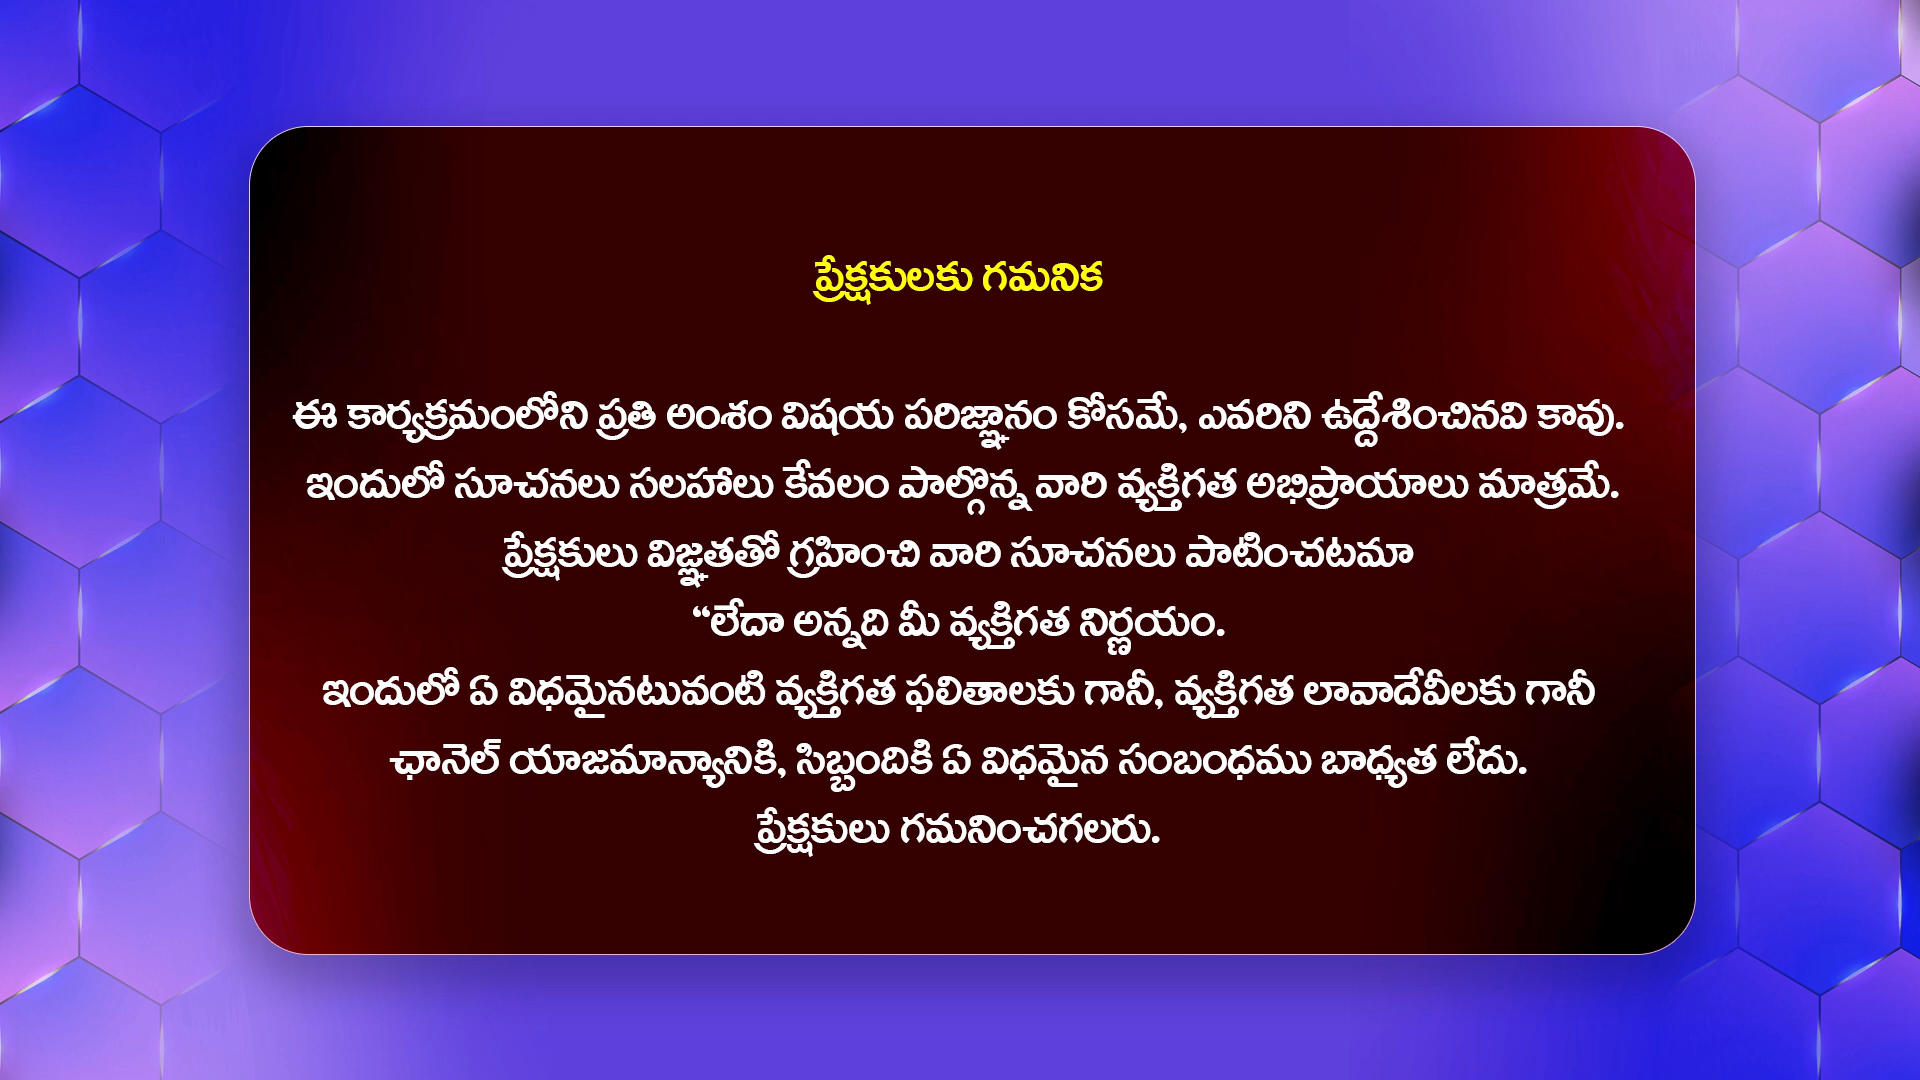 ప్రేక్షకులకు గమనిక
ఈ కార్యక్రమంలోని ప్రతి అంశం విషయ పరిజ్ఞానం కోసమే, ఎవరిని ఉద్దేశించినవి కావు.
ఇందులో సూచనలు సలహాలు కేవలం పాల్గొన్న వారి వ్యక్తిగత అభిప్రాయాలు మాత్రమే.
ప్రేక్షకులు విజ్ఞతతో గ్రహించి వారి సూచనలు పాటించటమా
“లేదా అన్నది మీ వ్యక్తిగత నిర్ణయం.
ఇందులో ఏ విధమైనటువంటి వ్యక్తిగత ఫలితాలకు గానీ, వ్యక్తిగత లావాదేవీలకు గానీ
ఛానెల్ యాజమాన్యానికి, సిబ్బందికి ఏ విధమైన సంబంధము బాధ్యత లేదు.
ప్రేక్షకులు గమనించగలరు.